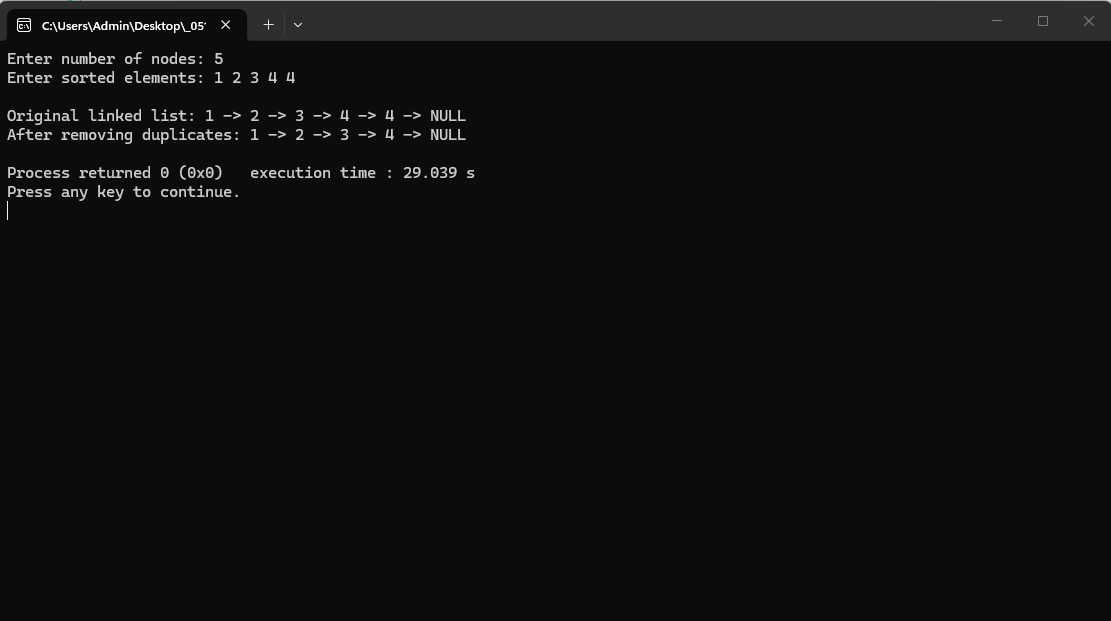 C:\Users\Admin\Desktop\_05'
Enter number of nodes: 5
Enter sorted elements: 1 2 3 4 4
Original linked list: 1 -> 2 -> 3 -> 4 -> 4 -> NULL
After removing duplicates: 1 -> 2 -> 3 -> 4 -> NULL
Process returned 0 (0x0)   execution time : 29.039 s
Press any key to continue.